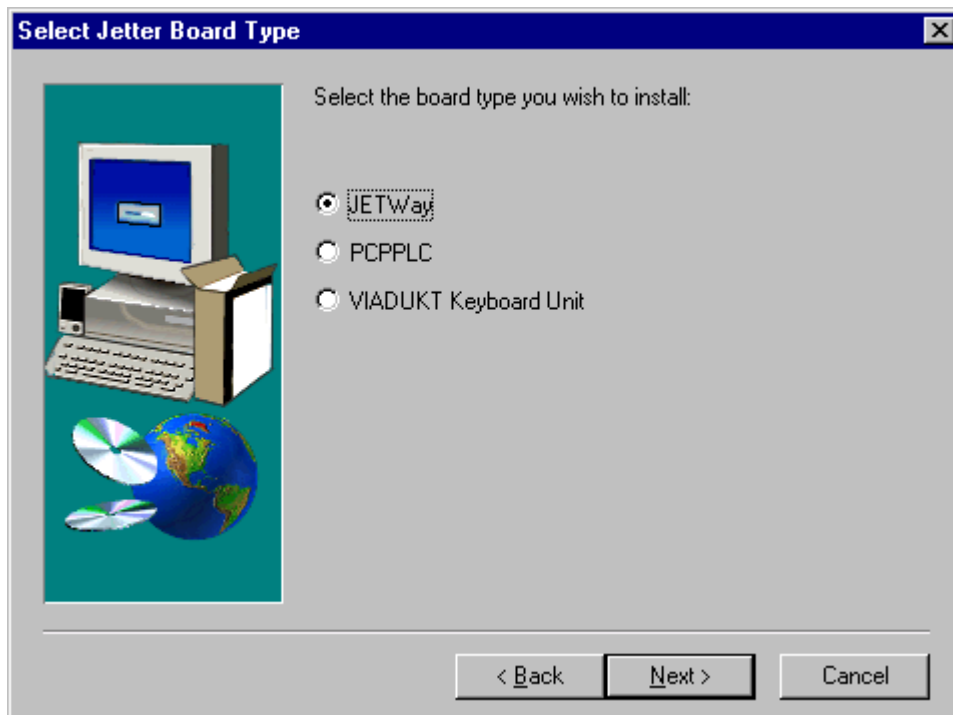 Select Jetter Board Type
Select the board type you wish to install:
JETWay
PCPPLC
VIADUKT Keyboard Unit
< Back
Next >
Cancel